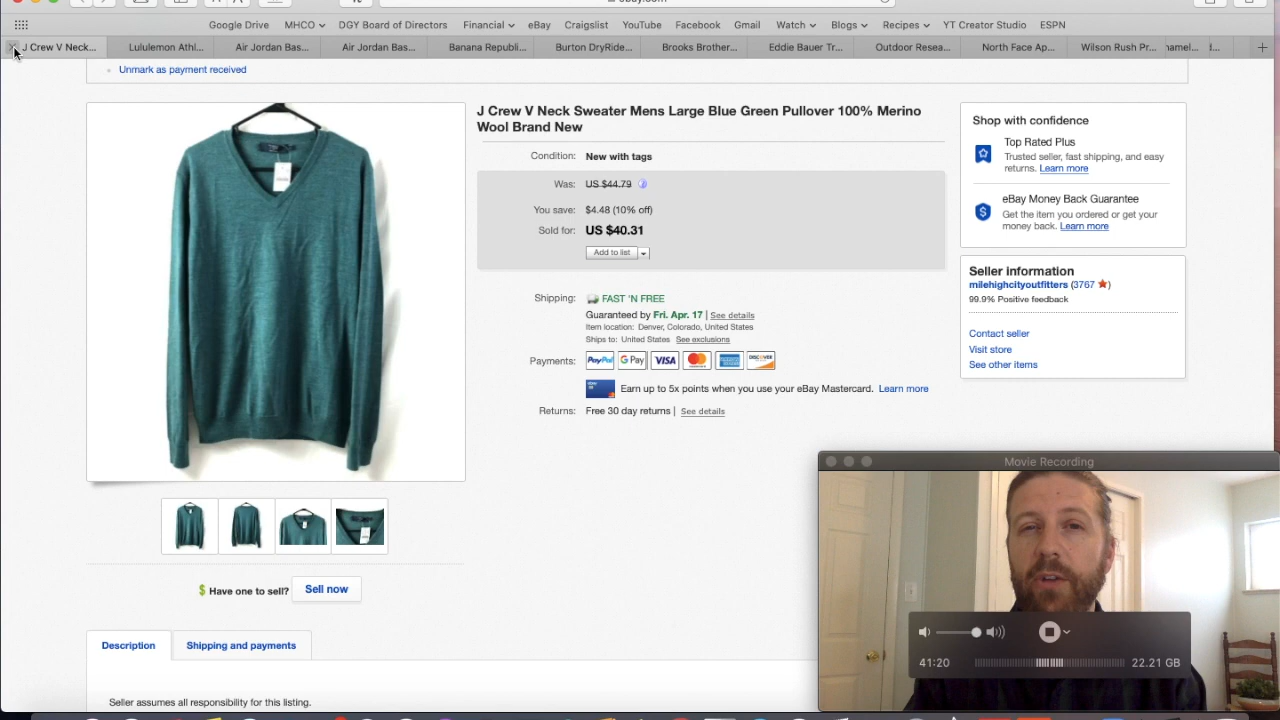 Google Drive MHCO DGY Board of Directors Financial eBay Craigslist YouTube Facebook Gmail Watch Blogs Recipes YT Creator Studio ESPN
J Crew V Neck... Lululemon Athl... Air Jordan Bas... Air Jordan Bas... Banana Republi... Burton DryRide... Brooks Brother... Eddie Bauer Tr... Outdoor Resea... North Face Ap... Wilson Rush Pr...
Unmark as payment received
J Crew V Neck Sweater Mens Large Blue Green Pullover 100% Merino
Wool Brand New
Condition: New with tags
Was: US $44.79
You save: $4.48 (10% off)
Sold for: US $40.31
Add to list
Shipping: FAST 'N FREE
Guaranteed by Fri. Apr. 17 | See details
Item location: Denver, Colorado, United States
Ships to: United States See exclusions
Payments: PayPal G Pay VISA MasterCard AMERICAN EXPRESS DISCOVER
Earn up to 5x points when you use your eBay Mastercard. Learn more
Returns: Free 30 day returns | See details
Shop with confidence
Top Rated Plus
Trusted seller, fast shipping, and easy
returns. Learn more
eBay Money Back Guarantee
Get the item you ordered or get your
money back. Learn more
Seller information
milehighcityoutfitters (3767)
99.9% Positive feedback
Contact seller
Visit store
See other items
Have one to sell? Sell now
Description Shipping and payments
Seller assumes all responsibility for this listing.
Movie Recording
41:20 22.21 GB